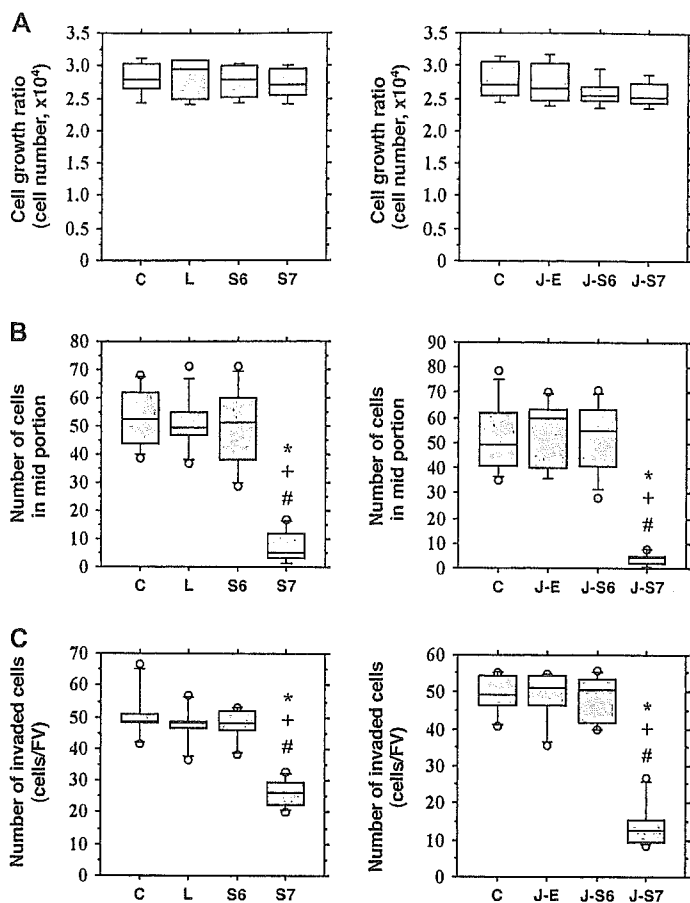 A
Cell growth ratio
(cell number, x10⁴)
3.5
3.0
2.5
2.0
1.5
1.0
0.5
0
C L S6 S7
Cell growth ratio
(cell number, x10⁴)
3.5
3.0
2.5
2.0
1.5
1.0
0.5
0
C J-E J-S6 J-S7
B
Number of cells
in mid portion
80
70
60
50
40
30
20
10
0
*
+
#
C L S6 S7
Number of cells
in mid portion
90
80
70
60
50
40
30
20
10
0
*
+
#
C J-E J-S6 J-S7
C
Number of invaded cells
(cells/FV)
70
60
50
40
30
20
10
0
*
+
#
C L S6 S7
Number of invaded cells
(cells/FV)
60
50
40
30
20
10
0
*
+
#
C J-E J-S6 J-S7